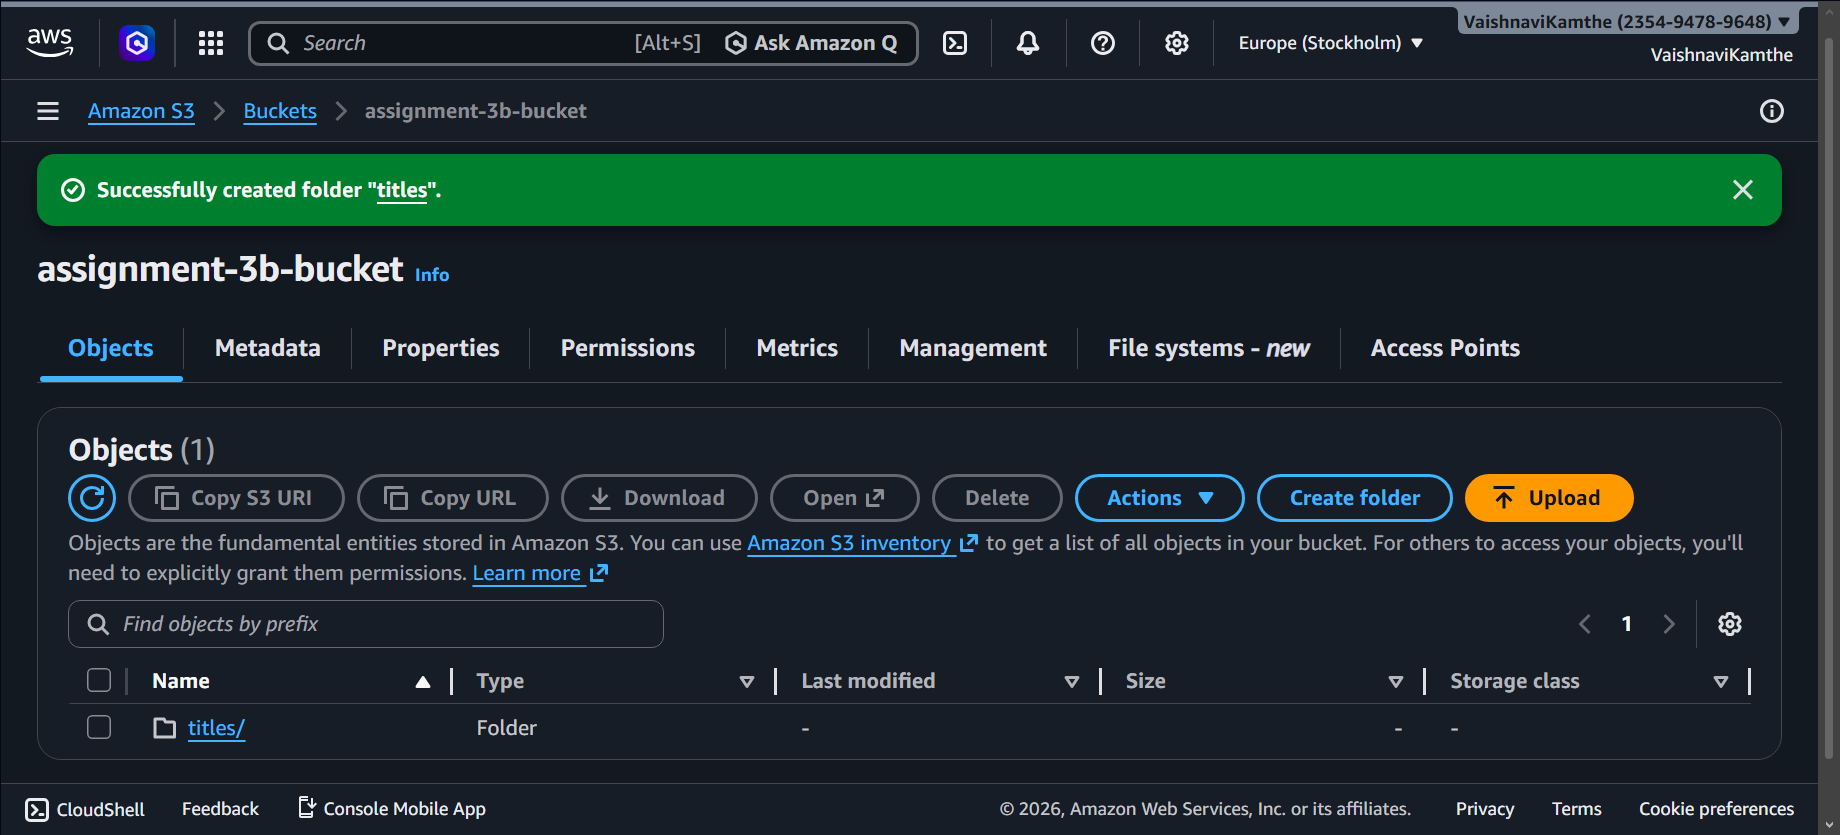 aws
Search [Alt+S] Ask Amazon Q
Europe (Stockholm)
VaishnaviKamthe (2354-9478-9648)
VaishnaviKamthe
Amazon S3 > Buckets > assignment-3b-bucket
Successfully created folder "titles".
assignment-3b-bucket Info
Objects Metadata Properties Permissions Metrics Management File systems - new Access Points
Objects (1)
Copy S3 URI Copy URL Download Open Delete Actions Create folder Upload
Objects are the fundamental entities stored in Amazon S3. You can use Amazon S3 inventory to get a list of all objects in your bucket. For others to access your objects, you'll
need to explicitly grant them permissions. Learn more
Find objects by prefix
1
Name Type Last modified Size Storage class
titles/ Folder - - -
CloudShell Feedback Console Mobile App © 2026, Amazon Web Services, Inc. or its affiliates. Privacy Terms Cookie preferences